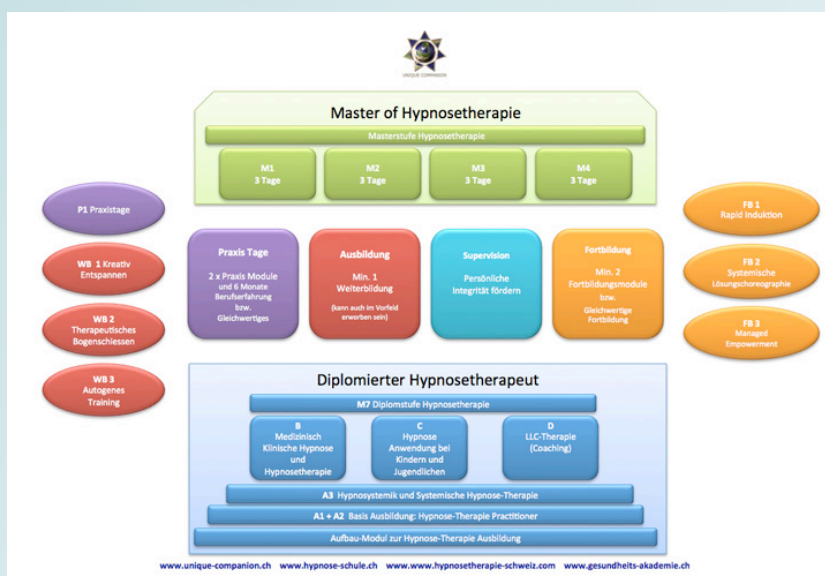 UNIQUE COMPANION
Master of Hypnosetherapie
Masterstufe Hypnosetherapie
M1
3 Tage
M2
3 Tage
M3
3 Tage
M4
3 Tage
P1 Praxistage
WB 1 Kreativ
Entspannen
WB 2
Therapeutisches
Bogenschiessen
WB 3
Autogenes
Training
Praxis Tage
2 x Praxis Module
und 6 Monate
Berufserfahrung
bzw.
Gleichwertiges
Ausbildung
Min. 1
Weiterbildung
(kann auch im Vorfeld
erworben sein)
Supervision
Persönliche
Integrität fördern
Fortbildung
Min. 2
Fortbildungsmodule
bzw.
Gleichwertige
Fortbildung
FB 1
Rapid Induktion
FB 2
Systemische
Lösungschoreographie
FB 3
Managed
Empowerment
Diplomierter Hypnosetherapeut
M7 Diplomstufe Hypnosetherapie
B
Medizinisch
Klinische Hypnose
und
Hypnosetherapie
C
Hypnose
Anwendung bei
Kindern und
Jugendlichen
D
LLC-Therapie
(Coaching)
A3 Hypnosystemik und Systemische Hypnose-Therapie
A1 + A2 Basis Ausbildung: Hypnose-Therapie Practitioner
Aufbau-Modul zur Hypnose-Therapie Ausbildung
www.unique-companion.ch www.hypnose-schule.ch www.www.hypnosetherapie-schweiz.com www.gesundheits-akademie.ch